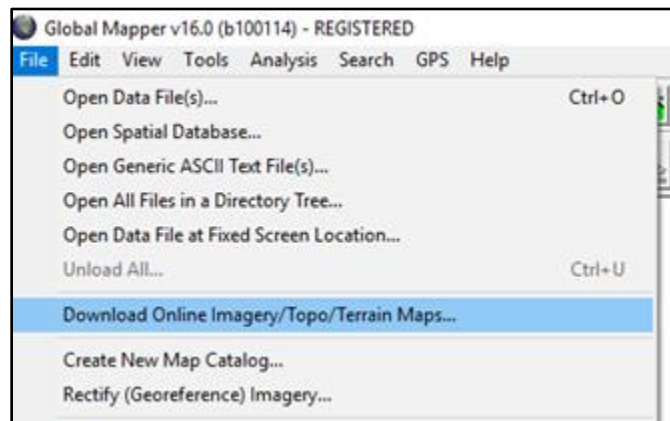 Global Mapper v16.0 (b100114) - REGISTERED
File Edit View Tools Analysis Search GPS Help
Open Data File(s)... Ctrl+O
Open Spatial Database...
Open Generic ASCII Text File(s)...
Open All Files in a Directory Tree...
Open Data File at Fixed Screen Location...
Unload All... Ctrl+U
Download Online Imagery/Topo/Terrain Maps...
Create New Map Catalog...
Rectify (Georeference) Imagery...